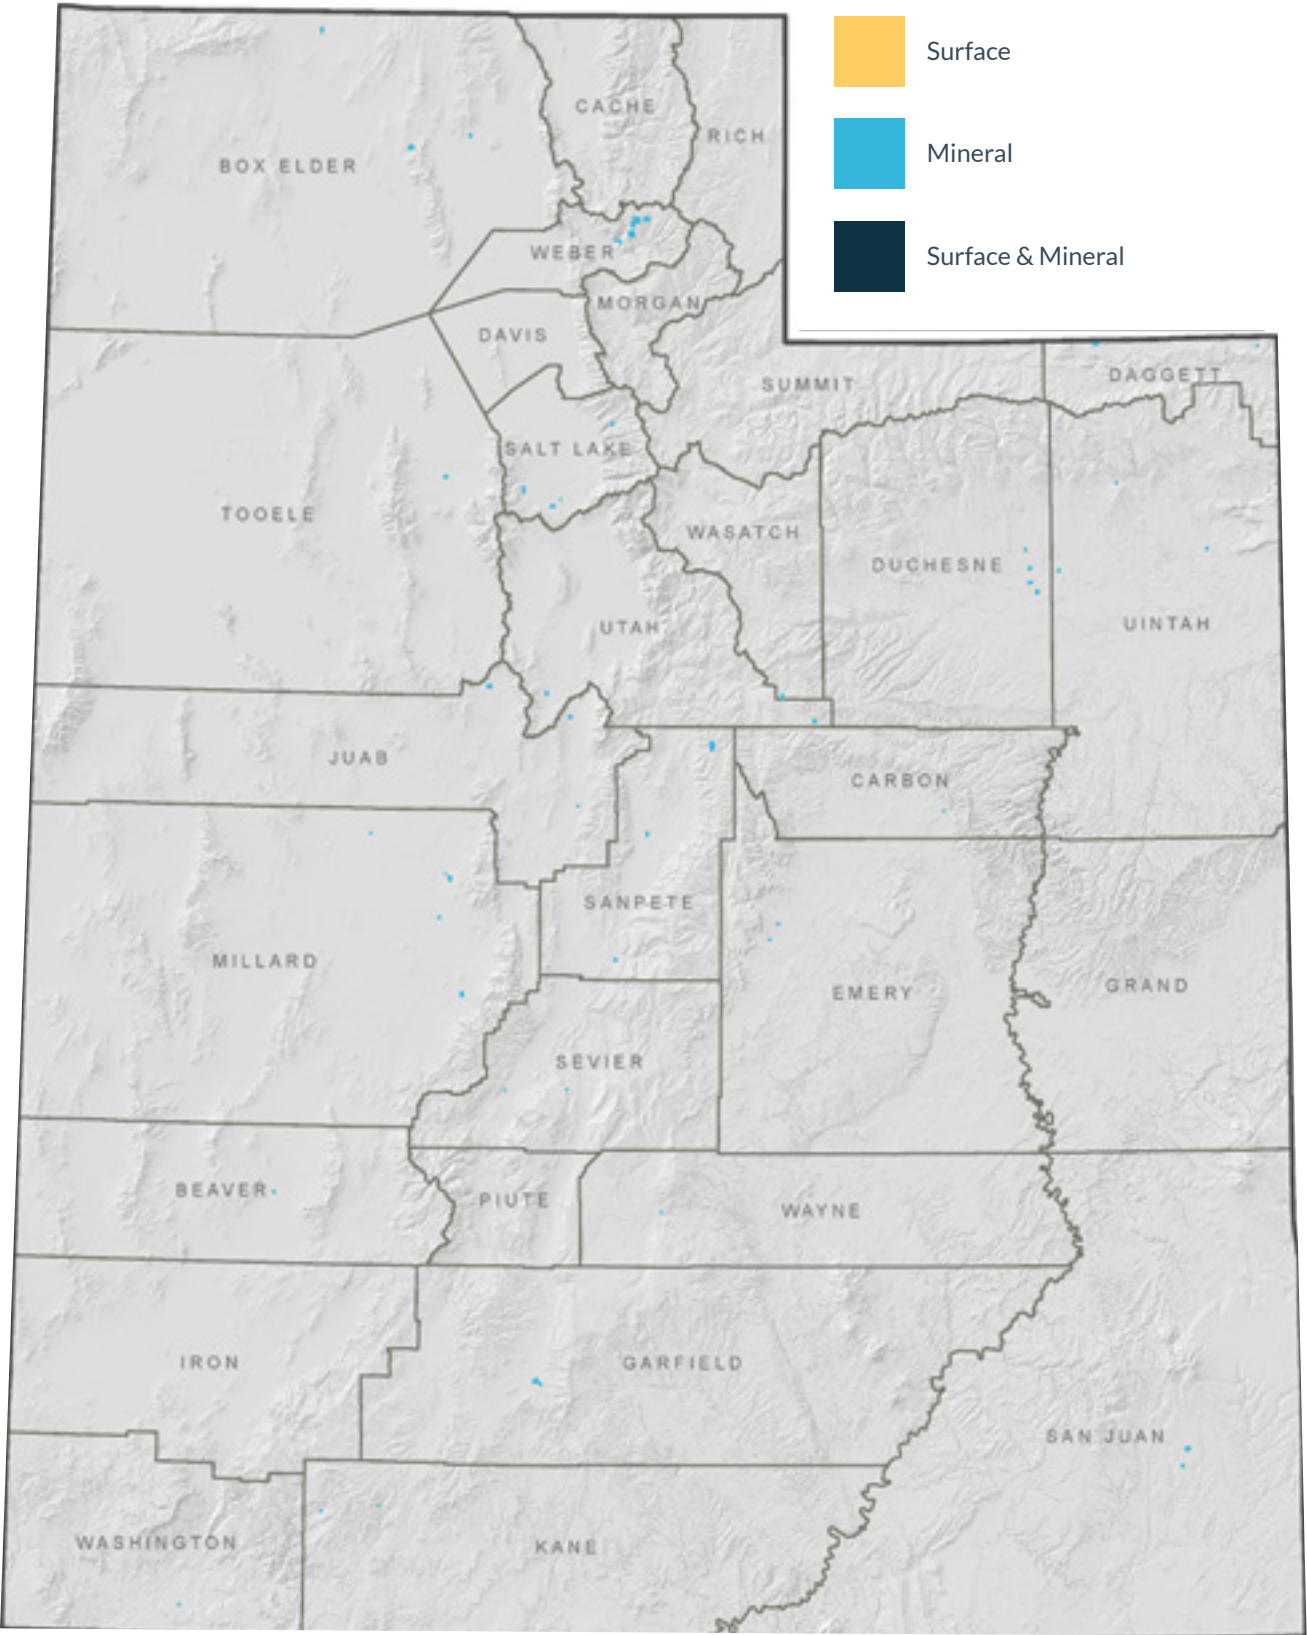 Surface
Mineral
Surface & Mineral
CACHE
RICH
BOX ELDER
WEBER
MORGAN
DAVIS
DAGGETT
SUMMIT
SALT LAKE
TOOELE
WASATCH
DUCHESNE
UINTAH
UTAH
JUAB
CARBON
SANPETE
MILLARD
EMERY
GRAND
SEVIER
BEAVER
PIUTE
WAYNE
IRON
GARFIELD
SAN JUAN
WASHINGTON
KANE